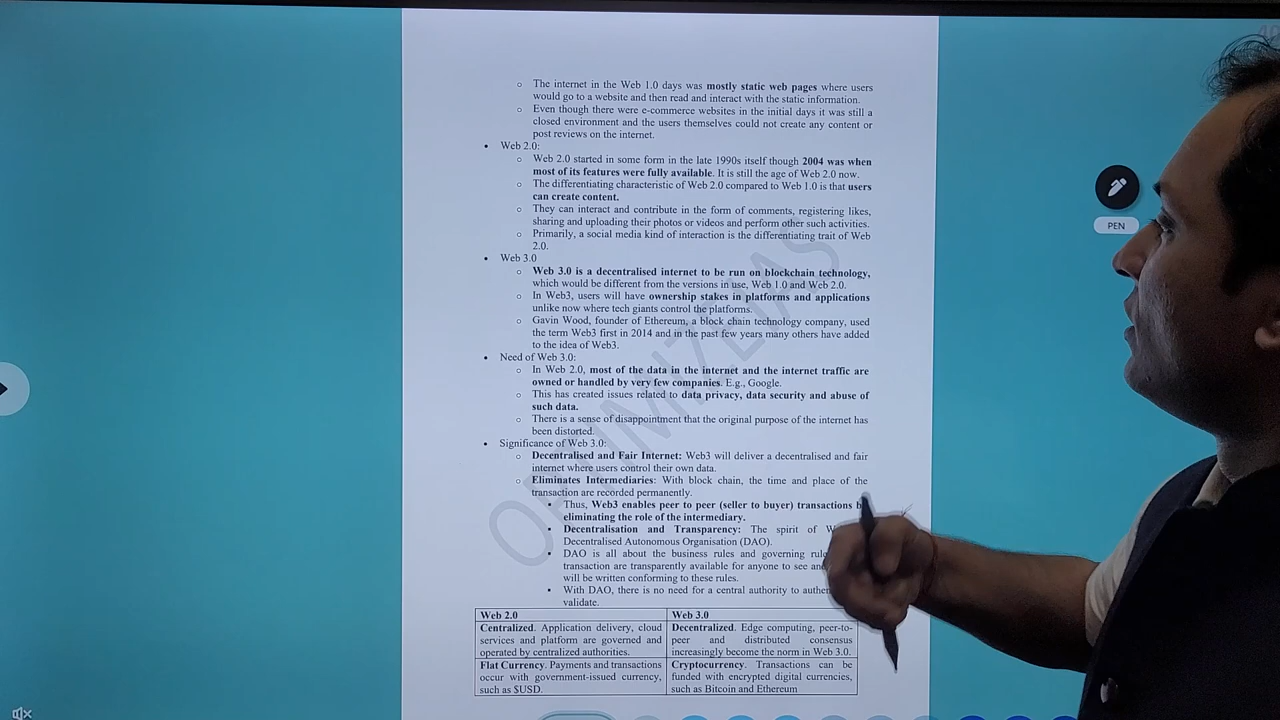 The internet in the Web 1.0 days was mostly static web pages where users
would go to a website and then read and interact with the static information.
Even though there were e-commerce websites in the initial days it was still a
closed environment and the users themselves could not create any content or
post reviews on the internet.
Web 2.0:
Web 2.0 started in some form in the late 1990s itself though 2004 was when
most of its features were fully available. It is still the age of Web 2.0 now.
The differentiating characteristic of Web 2.0 compared to Web 1.0 is that users
can create content.
They can interact and contribute in the form of comments, registering likes,
sharing and uploading their photos or videos and perform other such activities.
Primarily, a social media kind of interaction is the differentiating trait of Web
2.0.
Web 3.0
Web 3.0 is a decentralised internet to be run on blockchain technology,
which would be different from the versions in use, Web 1.0 and Web 2.0.
In Web3, users will have ownership stakes in platforms and applications
unlike now where tech giants control the platforms.
Gavin Wood, founder of Ethereum, a block chain technology company, used
the term Web3 first in 2014 and in the past few years many others have added
to the idea of Web3.
Need of Web 3.0:
In Web 2.0, most of the data in the internet and the internet traffic are
owned or handled by very few companies. E.g., Google.
This has created issues related to data privacy, data security and abuse of
such data.
There is a sense of disappointment that the original purpose of the internet has
been distorted.
Significance of Web 3.0:
Decentralised and Fair Internet: Web3 will deliver a decentralised and fair
internet where users control their own data.
Eliminates Intermediaries: With block chain, the time and place of the
transaction are recorded permanently.
Thus, Web3 enables peer to peer (seller to buyer) transactions
eliminating the role of the intermediary.
Decentralisation and Transparency: The spirit of
Decentralised Autonomous Organisation (DAO).
DAO is all about the business rules and governing
transaction are transparently available for anyone to see
will be written conforming to these rules.
With DAO, there is no need for a central authority to
validate.
Web 2.0 Web 3.0
Centralized. Application delivery, cloud Decentralized. Edge computing, peer-to-
services and platform are governed and peer and distributed consensus
operated by centralized authorities. increasingly become the norm in Web 3.0.
Flat Currency. Payments and transactions Cryptocurrency. Transactions can be
occur with government-issued currency, funded with encrypted digital currencies,
such as $USD. such as Bitcoin and Ethereum
PEN